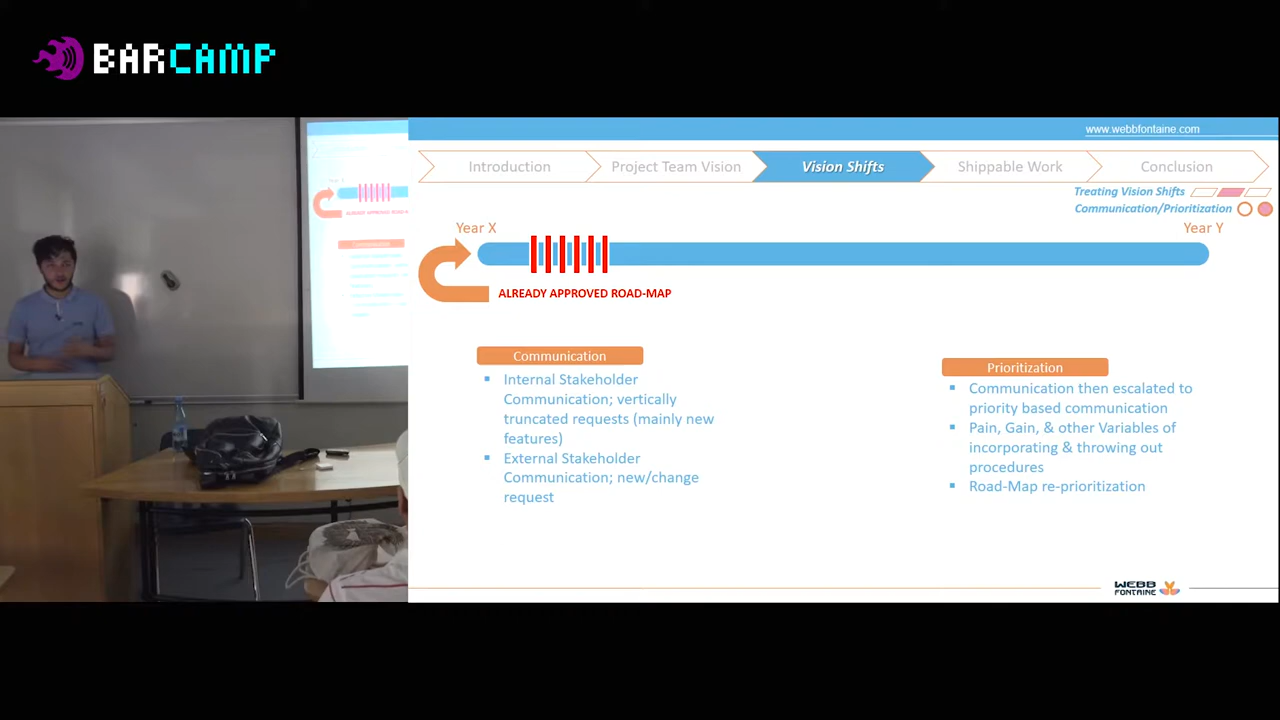 BARCAMP
www.webbfontaine.com
Introduction
Project Team Vision
Vision Shifts
Shippable Work
Conclusion
Treating Vision Shifts
Communication/Prioritization
Year X
Year Y
ALREADY APPROVED ROAD-MAP
Communication
Internal Stakeholder
Communication; vertically
truncated requests (mainly new
features)
External Stakeholder
Communication; new/change
request
Prioritization
Communication then escalated to
priority based communication
Pain, Gain, & other Variables of
incorporating & throwing out
procedures
Road-Map re-prioritization
WEBB
FONTAINE